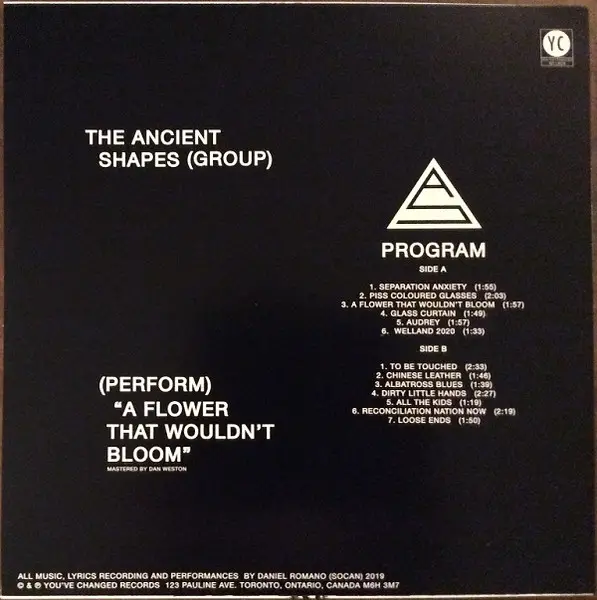 YC
THE ANCIENT
SHAPES (GROUP)
AS
PROGRAM
SIDE A
1. SEPARATION ANXIETY (1:55)
2. PISS COLOURED GLASSES (2:03)
3. A FLOWER THAT WOULDN'T BLOOM (1:57)
4. GLASS CURTAIN (1:49)
5. AUDREY (1:57)
6. WELLAND 2020 (1:33)
SIDE B
1. TO BE TOUCHED (2:33)
2. CHINESE LEATHER (1:46)
3. ALBATROSS BLUES (1:39)
4. DIRTY LITTLE HANDS (2:27)
5. ALL THE KIDS (1:19)
6. RECONCILIATION NATION NOW (2:19)
7. LOOSE ENDS (1:50)
(PERFORM)
“A FLOWER
THAT WOULDN'T
BLOOM”
MASTERED BY DAN WESTON
ALL MUSIC, LYRICS RECORDING AND PERFORMANCES BY DANIEL ROMANO (SOCAN) 2019
© & ℗ YOU'VE CHANGED RECORDS 123 PAULINE AVE. TORONTO, ONTARIO, CANADA M6H 3M7